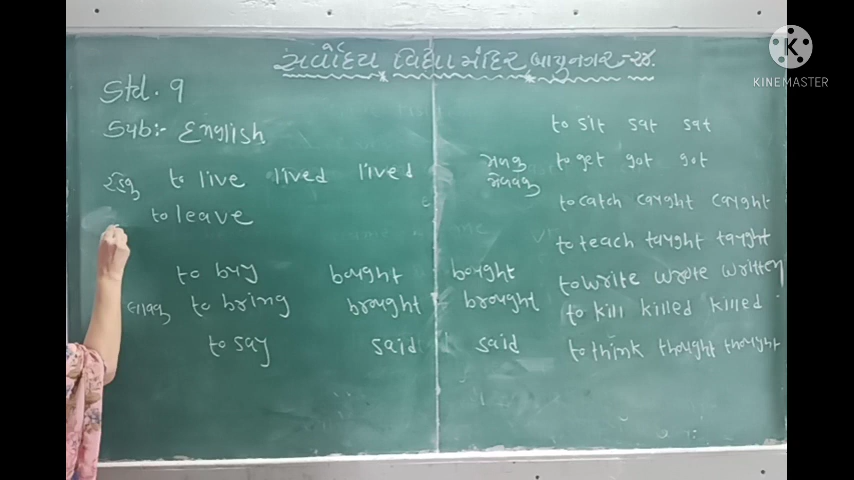 સર્વોદય વિદ્યામંદિર બાપુનગર-૨૪.
K
KINEMASTER
Std. 9
Sub:- English
રહેવું to live lived lived
to leave
to buy bought bought
લાવવું to bring brought brought
to say said said
to sit sat sat
મળવું to get got got
મેળવવું
to catch caught caught
to teach taught taught
to write wrote written
to kill killed killed
to think thought thought